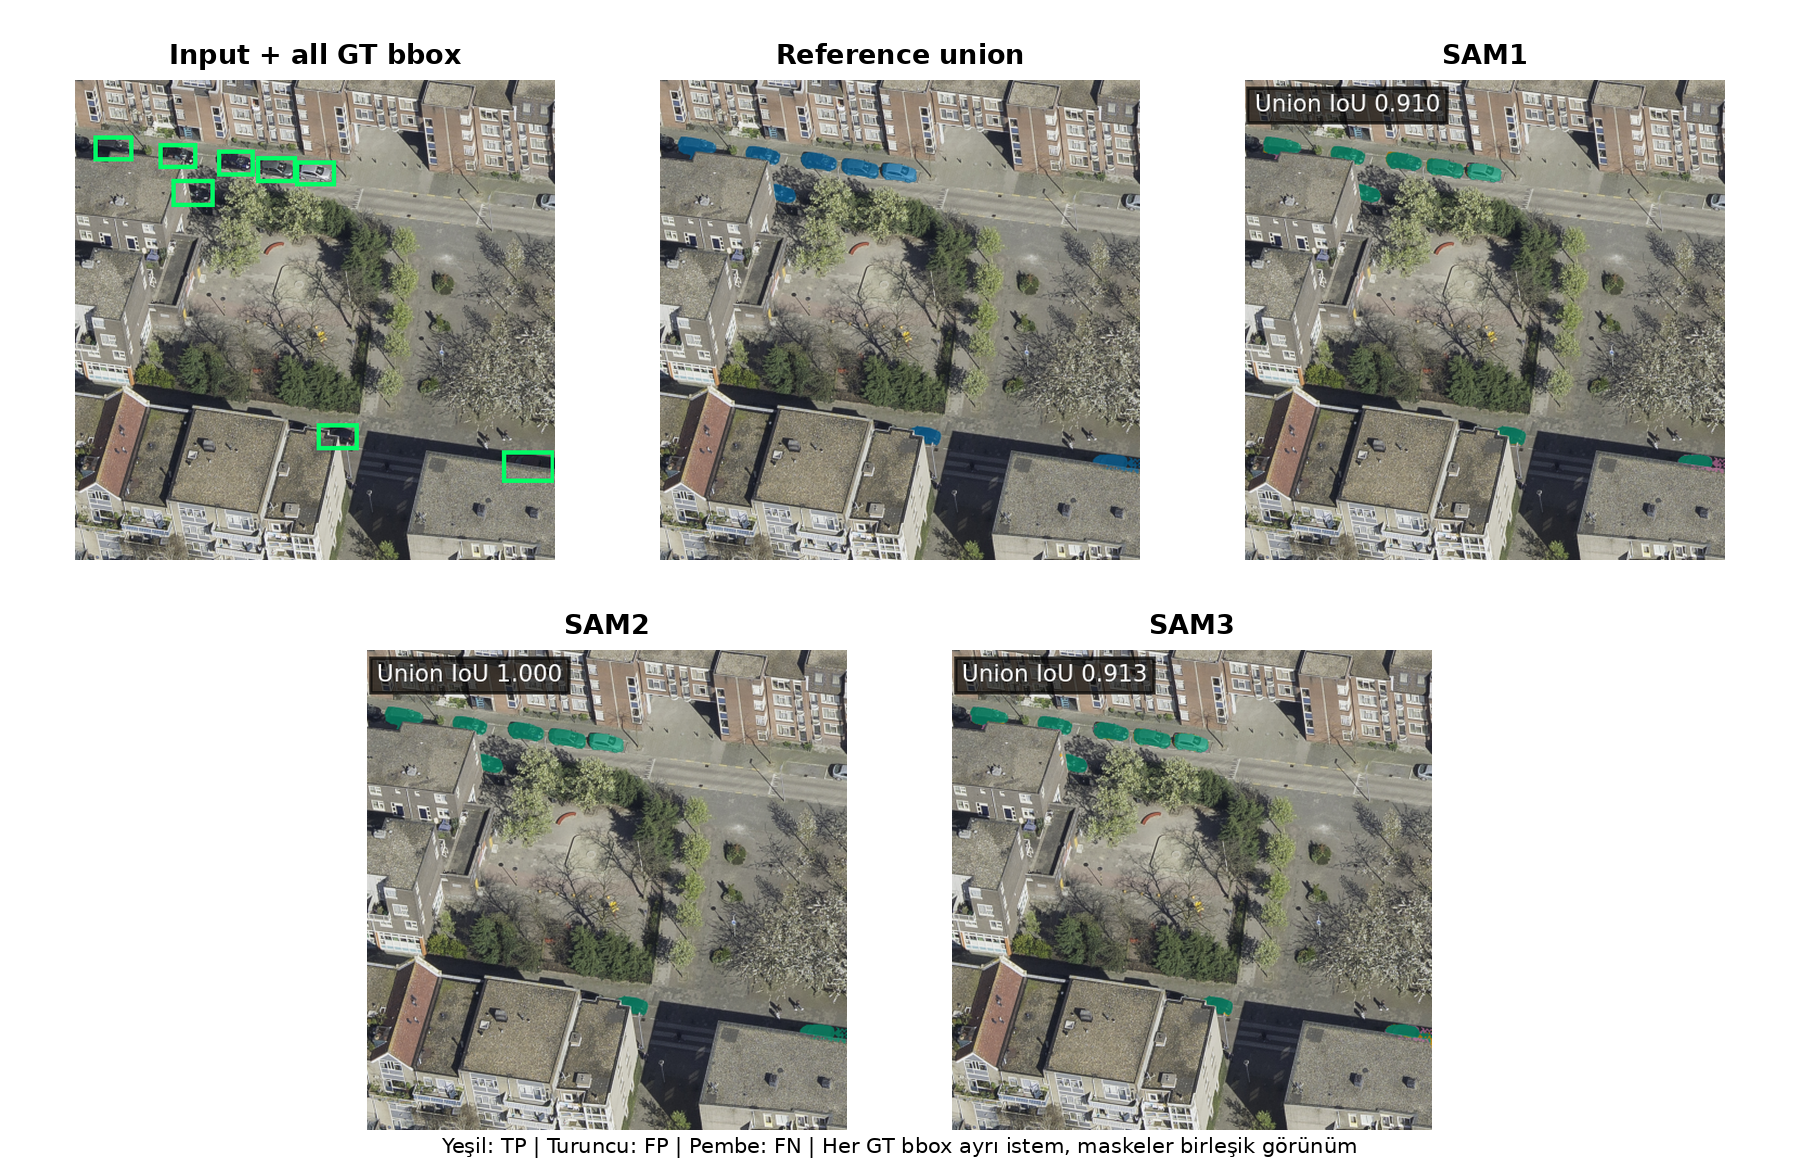 Input + all GT bbox
Reference union
SAM1
Union IoU 0.910
SAM2
SAM3
Union IoU 1.000
Union IoU 0.913
Yeşil: TP | Turuncu: FP | Pembe: FN | Her GT bbox ayrı istem, maskeler birleşik görünüm